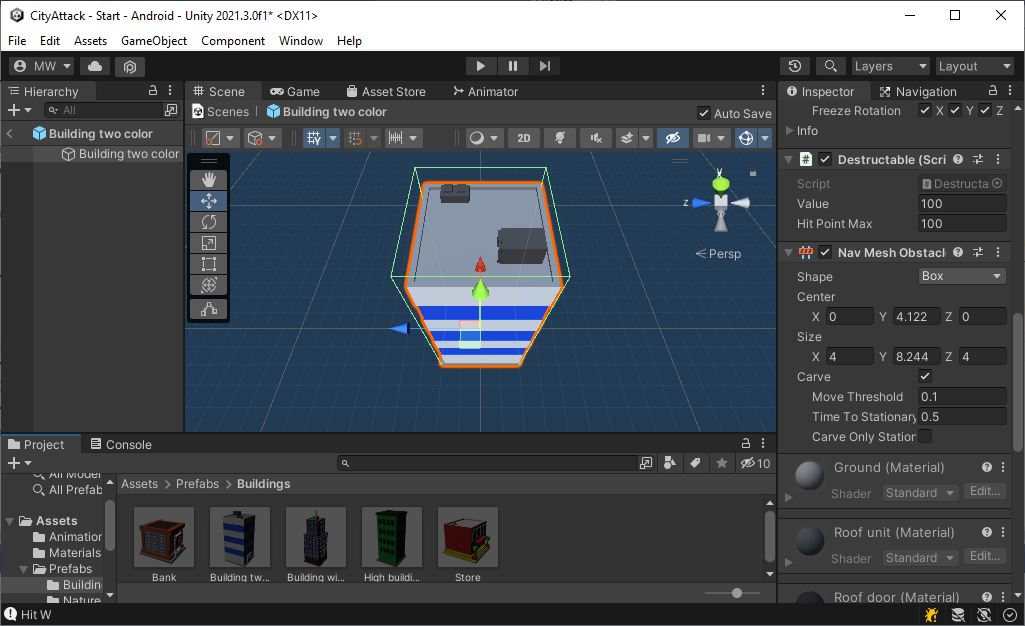 CityAttack - Start - Android - Unity 2021.3.0f1* <DX11>
File Edit Assets GameObject Component Window Help
MW Layers Layout
Hierarchy
All
Building two color
Building two color
Scene Game Asset Store Animator
Scenes Building two color Auto Save
2D
y
z
Persp
Inspector Navigation
Freeze Rotation X Y Z
Info
Destructable (Scri
Script Destructa
Value 100
Hit Point Max 100
Nav Mesh Obstacl
Shape Box
Center
X 0 Y 4.122 Z 0
Size
X 4 Y 8.244 Z 4
Carve
Move Threshold 0.1
Time To Stationary 0.5
Carve Only Station
Ground (Material)
Shader Standard Edit...
Roof unit (Material)
Shader Standard Edit...
Roof door (Material)
Project Console
10
All Model
All Prefab
Assets
Animation
Materials
Prefabs
Building
Nature
Assets Prefabs Buildings
Bank Building tw... Building wi... High buildi... Store
Hit W